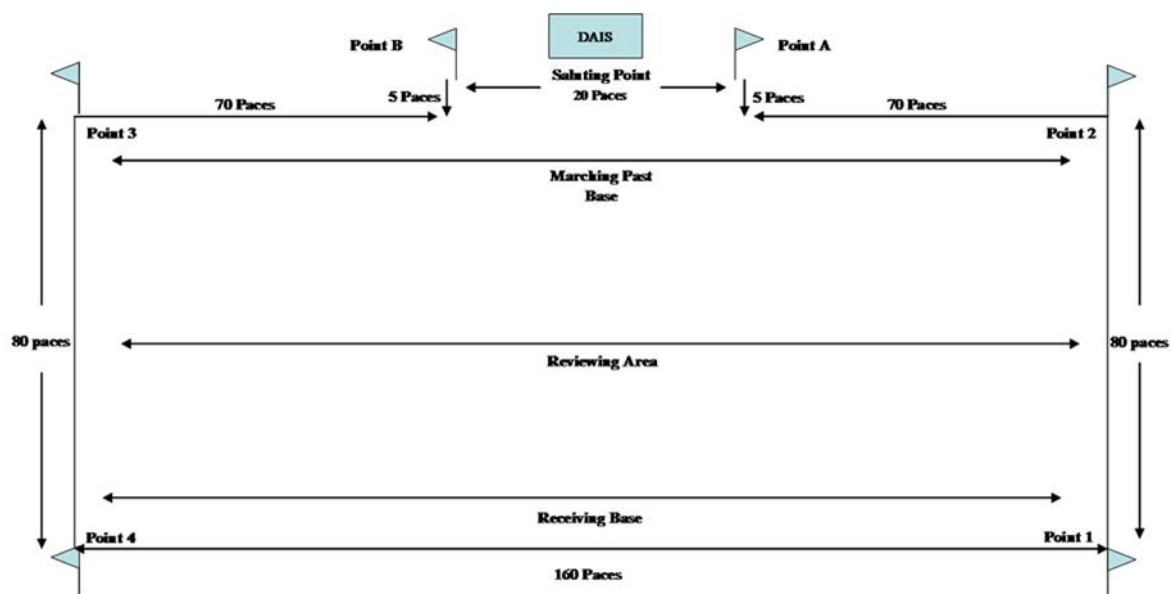 DAIS
Point B
Point A
Saluting Point
20 Paces
5 Paces
5 Paces
70 Paces
70 Paces
Point 3
Point 2
Marching Past
Base
80 paces
80 paces
Reviewing Area
Receiving Base
Point 4
Point 1
160 Paces